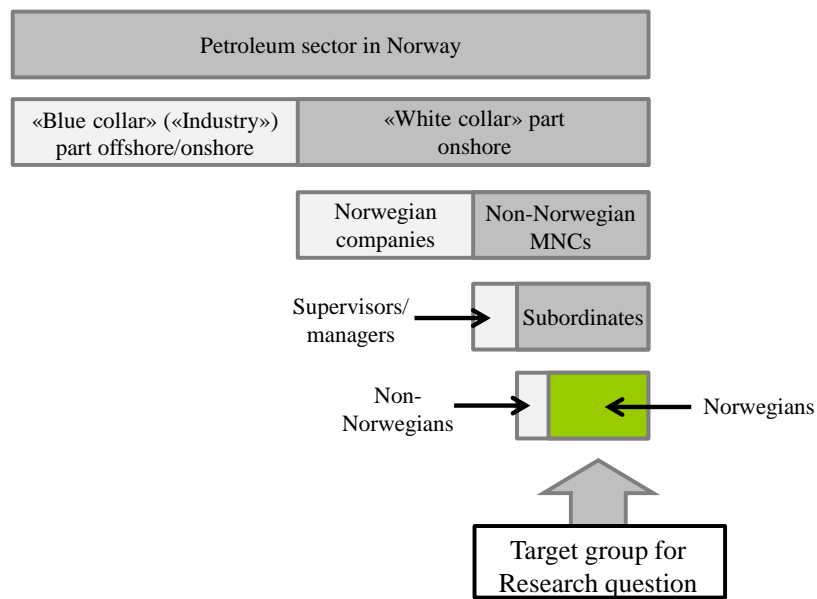 Petroleum sector in Norway
«Blue collar» («Industry»)
part offshore/onshore
«White collar» part
onshore
Norwegian
companies
Non-Norwegian
MNCs
Supervisors/
managers
Subordinates
Non-
Norwegians
Norwegians
Target group for
Research question